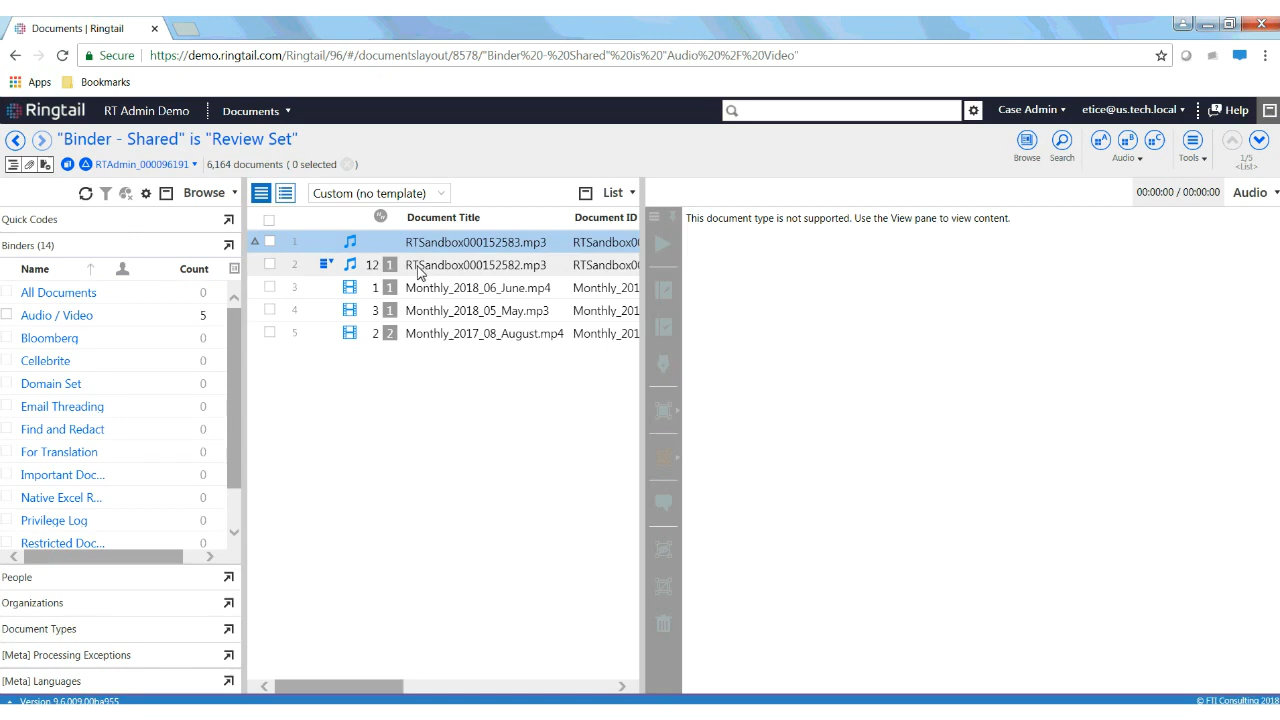 Documents | Ringtail
Secure https://demo.ringtail.com/Ringtail/96/#/documentslayout/8578/"Binder%20-%20Shared"%20is%20"Audio%20%2F%20Video"
Apps Bookmarks
Ringtail RT Admin Demo Documents Case Admin etice@us.tech.local Help
"Binder - Shared" is "Review Set"
RTAdmin_000096191 6,164 documents ( 0 selected )
Browse Search Audio Tools 1/5
<List>
Browse Custom (no template) List 00:00:00 / 00:00:00 Audio
Quick Codes
Document Title Document ID
This document type is not supported. Use the View pane to view content.
Binders (14)
1 RTSandbox000152583.mp3 RTSandbox00
2 12 1 RTSandbox000152582.mp3 RTSandbox00
3 1 1 Monthly_2018_06_June.mp4 Monthly_201
4 3 1 Monthly_2018_05_May.mp3 Monthly_201
5 2 2 Monthly_2017_08_August.mp4 Monthly_201
Name Count
All Documents 0
Audio / Video 5
Bloomberg 0
Cellebrite 0
Domain Set 0
Email Threading 0
Find and Redact 0
For Translation 0
Important Doc... 0
Native Excel R... 0
Privilege Log 0
Restricted Doc... 0
People
Organizations
Document Types
[Meta] Processing Exceptions
[Meta] Languages
Version 9.6.009.00ba955 © FTI Consulting 2018